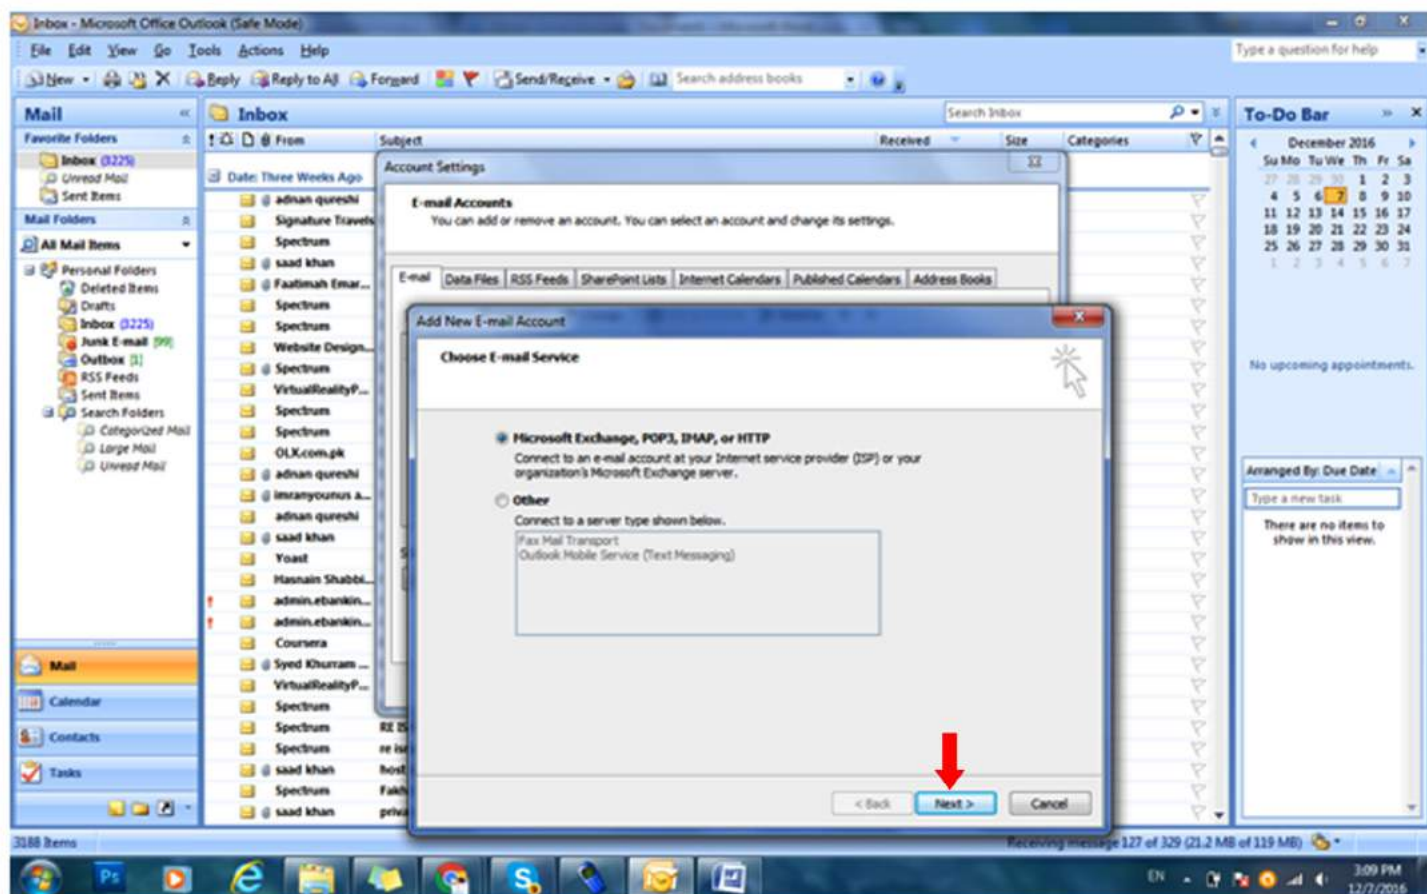 Inbox - Microsoft Office Outlook (Safe Mode)
File Edit View Go Tools Actions Help
Type a question for help
New Reply Reply to All Forward Send/Receive Search address books
Mail
Inbox
Search Inbox
To-Do Bar
Favorite Folders
From Subject Received Size Categories
Inbox (3225)
Unread Mail
Sent Items
Mail Folders
All Mail Items
Personal Folders
Deleted Items
Drafts
Inbox (3225)
Junk E-mail [99]
Outbox [1]
RSS Feeds
Sent Items
Search Folders
Categorized Mail
Large Mail
Unread Mail
Mail
Calendar
Contacts
Tasks
Date: Three Weeks Ago
adnan qureshi
Signature Travels
Spectrum
saad khan
Faatimah Emar...
Spectrum
Spectrum
Website Design...
Spectrum
VirtualRealityP...
Spectrum
Spectrum
OLX.com.pk
adnan qureshi
imranyounus a...
adnan qureshi
saad khan
Yoast
Hasnain Shabbi...
admin.ebankin...
admin.ebankin...
Coursera
Syed Khurram ...
VirtualRealityP...
Spectrum
Spectrum RE IS
Spectrum re is
saad khan host
Spectrum Fakh
saad khan priva
Account Settings
E-mail Accounts
You can add or remove an account. You can select an account and change its settings.
E-mail Data Files RSS Feeds SharePoint Lists Internet Calendars Published Calendars Address Books
Add New E-mail Account
Choose E-mail Service
Microsoft Exchange, POP3, IMAP, or HTTP
Connect to an e-mail account at your Internet service provider (ISP) or your
organization's Microsoft Exchange server.
Other
Connect to a server type shown below.
Fax Mail Transport
Outlook Mobile Service (Text Messaging)
< Back Next > Cancel
December 2016
Su Mo Tu We Th Fr Sa
27 28 29 30 1 2 3
4 5 6 7 8 9 10
11 12 13 14 15 16 17
18 19 20 21 22 23 24
25 26 27 28 29 30 31
1 2 3 4 5 6 7
No upcoming appointments.
Arranged By: Due Date
Type a new task
There are no items to
show in this view.
3188 Items
Receiving message 127 of 329 (21.2 MB of 119 MB)
Ps
EN
3:09 PM
12/7/2016